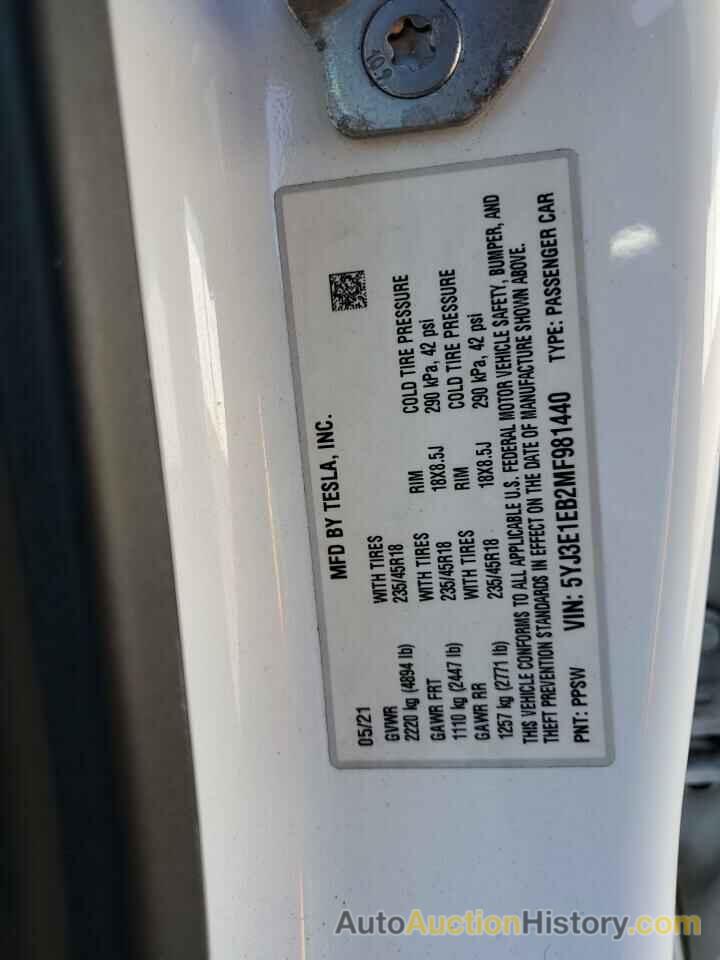 10.9
MFD BY TESLA, INC.
05/21
GVWR WITH TIRES RIM COLD TIRE PRESSURE
2220 kg (4894 lb) 235/45R18 18X8.5J 290 kPa, 42 psi
GAWR FRT WITH TIRES RIM COLD TIRE PRESSURE
1110 kg (2447 lb) 235/45R18 18X8.5J 290 kPa, 42 psi
GAWR RR WITH TIRES
1257 kg (2771 lb) 235/45R18
THIS VEHICLE CONFORMS TO ALL APPLICABLE U.S. FEDERAL MOTOR VEHICLE SAFETY, BUMPER, AND
THEFT PREVENTION STANDARDS IN EFFECT ON THE DATE OF MANUFACTURE SHOWN ABOVE.
PNT: PPSW VIN: 5YJ3E1EB2MF981440 TYPE: PASSENGER CAR
AutoAuctionHistory.com